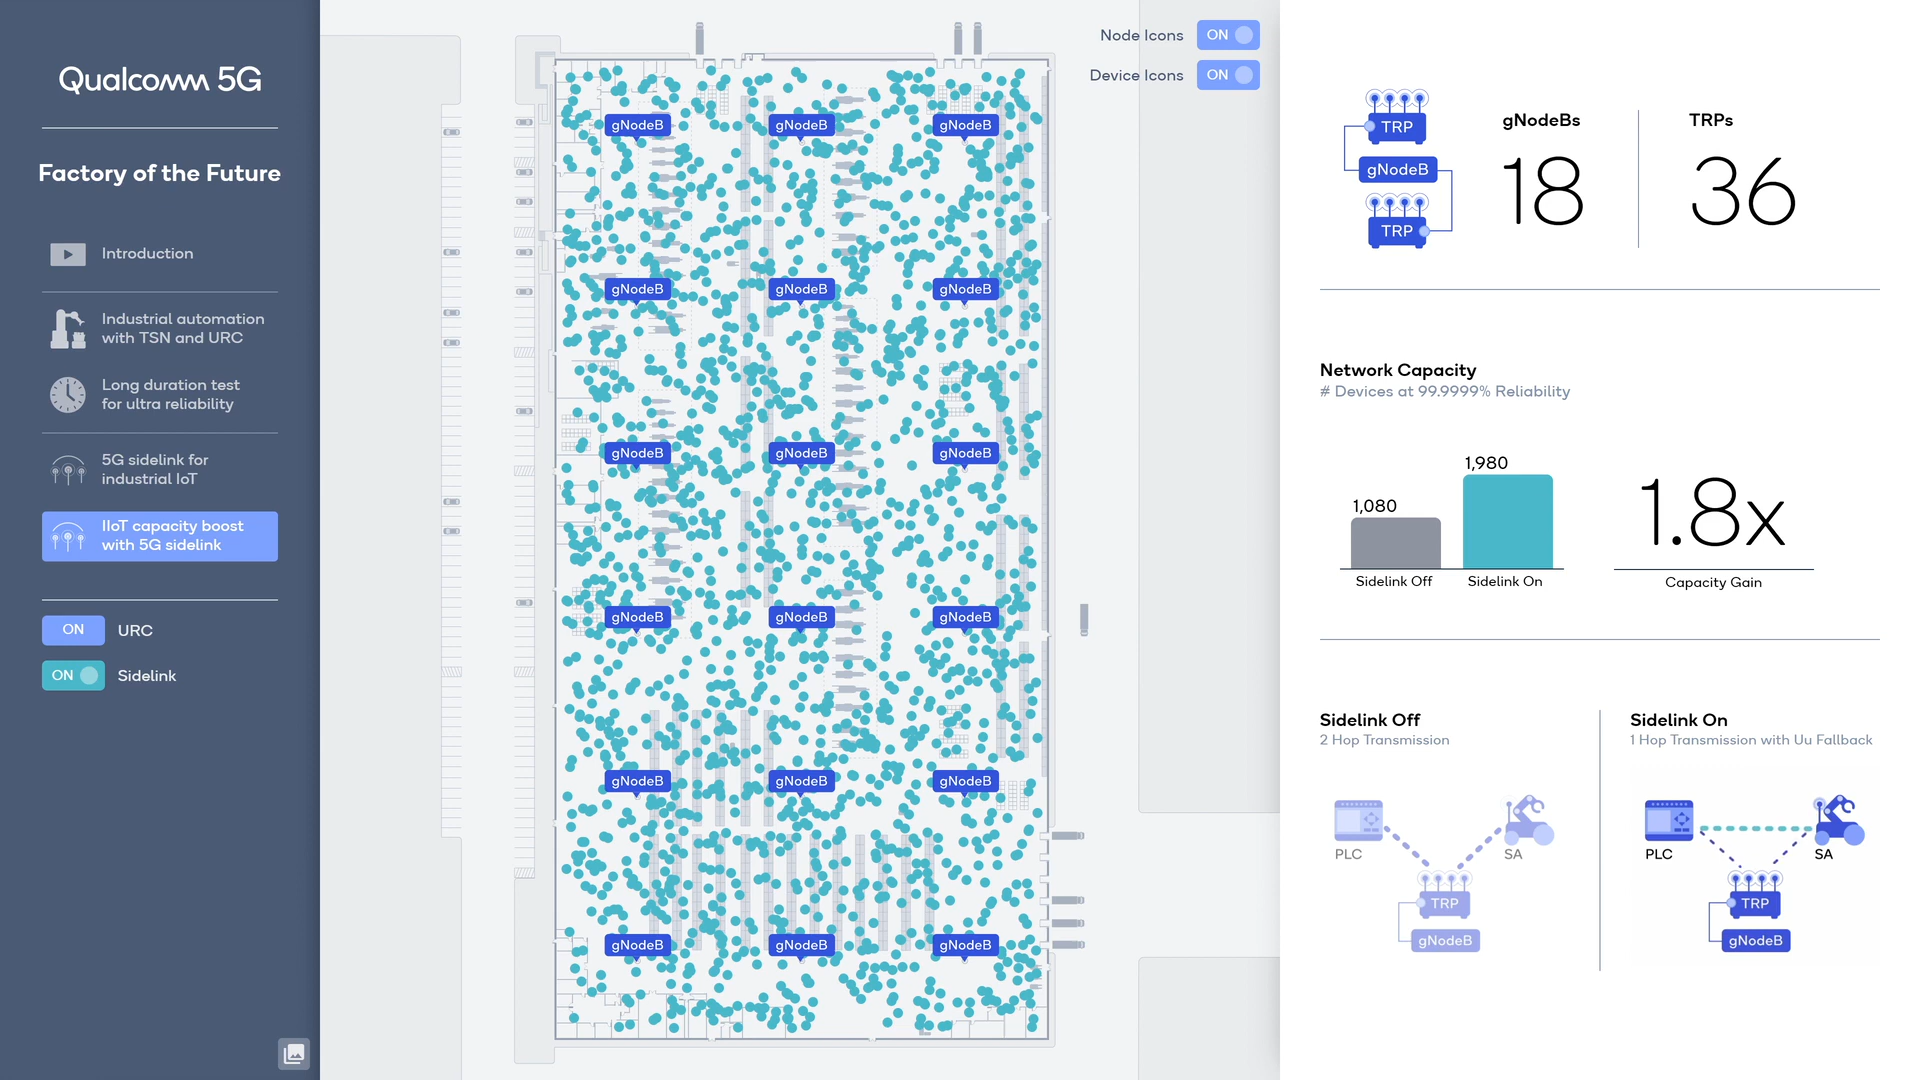 Qualcomm 5G
Factory of the Future
Introduction
Industrial automation
with TSN and URC
Long duration test
for ultra reliability
5G sidelink for
industrial IoT
IIoT capacity boost
with 5G sidelink
ON URC
ON Sidelink
Node Icons ON
Device Icons ON
gNodeB gNodeB gNodeB
gNodeB gNodeB gNodeB
gNodeB gNodeB gNodeB
gNodeB gNodeB gNodeB
gNodeB gNodeB gNodeB
gNodeB gNodeB gNodeB
TRP
gNodeB
TRP
gNodeBs
18
TRPs
36
Network Capacity
# Devices at 99.9999% Reliability
1,080
1,980
Sidelink Off
Sidelink On
1.8x
Capacity Gain
Sidelink Off
2 Hop Transmission
PLC
SA
TRP
gNodeB
Sidelink On
1 Hop Transmission with Uu Fallback
PLC
SA
TRP
gNodeB